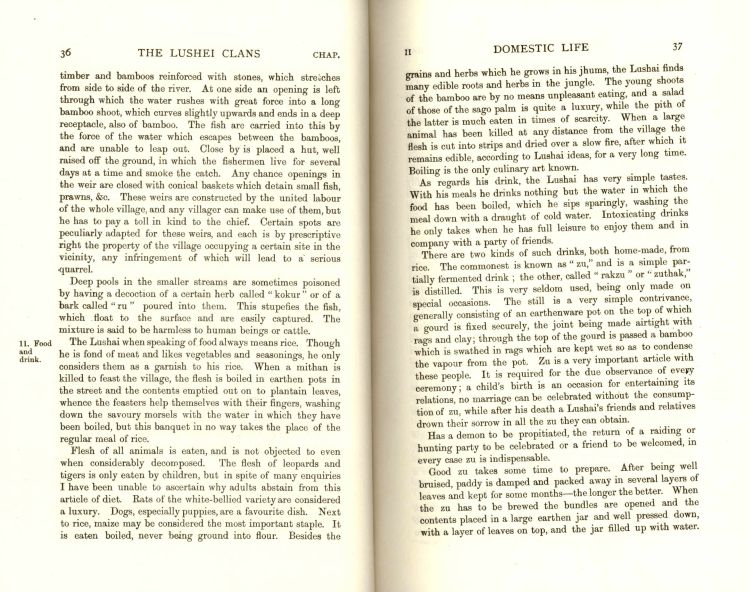 36 THE LUSHEI CLANS CHAP.
timber and bamboos reinforced with stones, which stretches
from side to side of the river. At one side an opening is left
through which the water rushes with great force into a long
bamboo shoot, which curves slightly upwards and ends in a deep
receptacle, also of bamboo. The fish are carried into this by
the force of the water which escapes between the bamboos,
and are unable to leap out. Close by is placed a hut, well
raised off the ground, in which the fishermen live for several
days at a time and smoke the catch. Any chance openings in
the weir are closed with conical baskets which detain small fish,
prawns, &c. These weirs are constructed by the united labour
of the whole village, and any villager can make use of them, but
he has to pay a toll in kind to the chief. Certain spots are
peculiarly adapted for these weirs, and each is by prescriptive
right the property of the village occupying a certain site in the
vicinity, any infringement of which will lead to a serious
quarrel.
Deep pools in the smaller streams are sometimes poisoned
by having a decoction of a certain herb called "kokur" or of a
bark called "ru" poured into them. This stupefies the fish,
which float to the surface and are easily captured. The
mixture is said to be harmless to human beings or cattle.
11. Food
and
drink.
The Lushai when speaking of food always means rice. Though
he is fond of meat and likes vegetables and seasonings, he only
considers them as a garnish to his rice. When a mithan is
killed to feast the village, the flesh is boiled in earthen pots in
the street and the contents emptied out on to plantain leaves,
whence the feasters help themselves with their fingers, washing
down the savoury morsels with the water in which they have
been boiled, but this banquet in no way takes the place of the
regular meal of rice.
Flesh of all animals is eaten, and is not objected to even
when considerably decomposed. The flesh of leopards and
tigers is only eaten by children, but in spite of many enquiries
I have been unable to ascertain why adults abstain from this
article of diet. Rats of the white-bellied variety are considered
a luxury. Dogs, especially puppies, are a favourite dish. Next
to rice, maize may be considered the most important staple. It
is eaten boiled, never being ground into flour. Besides the
II DOMESTIC LIFE 37
grains and herbs which he grows in his jhums, the Lushai finds
many edible roots and herbs in the jungle. The young shoots
of the bamboo are by no means unpleasant eating, and a salad
of those of the sago palm is quite a luxury, while the pith of
the latter is much eaten in times of scarcity. When a large
animal has been killed at any distance from the village the
flesh is cut into strips and dried over a slow fire, after which it
remains edible, according to Lushai ideas, for a very long time.
Boiling is the only culinary art known.
As regards his drink, the Lushai has very simple tastes.
With his meals he drinks nothing but the water in which the
food has been boiled, which he sips sparingly, washing the
meal down with a draught of cold water. Intoxicating drinks
he only takes when he has full leisure to enjoy them and in
company with a party of friends.
There are two kinds of such drinks, both home-made, from
rice. The commonest is known as "zu," and is a simple par-
tially fermented drink; the other, called "rakzu" or "zuthak,"
is distilled. This is very seldom used, being only made on
special occasions. The still is a very simple contrivance,
generally consisting of an earthenware pot on the top of which
a gourd is fixed securely, the joint being made airtight with
rags and clay; through the top of the gourd is passed a bamboo
which is swathed in rags which are kept wet so as to condense
the vapour from the pot. Zu is a very important article with
these people. It is required for the due observance of every
ceremony; a child's birth is an occasion for entertaining its
relations, no marriage can be celebrated without the consump-
tion of zu, while after his death a Lushai's friends and relatives
drown their sorrow in all the zu they can obtain.
Has a demon to be propitiated, the return of a raiding or
hunting party to be celebrated or a friend to be welcomed, in
every case zu is indispensable.
Good zu takes some time to prepare. After being well
bruised, paddy is damped and packed away in several layers of
leaves and kept for some months—the longer the better. When
the zu has to be brewed the bundles are opened and the
contents placed in a large earthen jar and well pressed down,
with a layer of leaves on top, and the jar filled up with water.